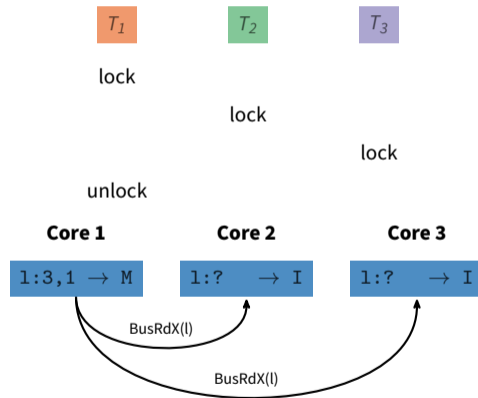 T1 T2 T3
lock
lock
lock
unlock
Core 1 Core 2 Core 3
l:3,1 → M l:? → I l:? → I
BusRdX(l)
BusRdX(l)